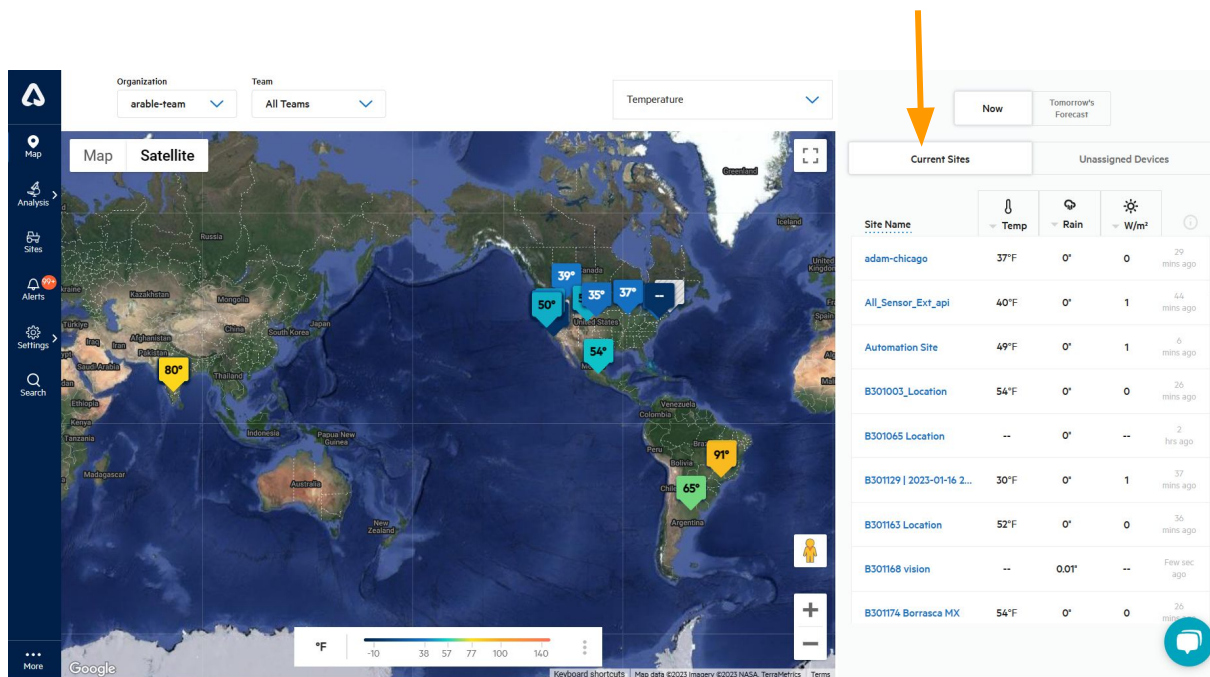 Organization
Team
arable-team
All Teams
Temperature
Now
Tomorrow's
Forecast
Map
Analysis
Sites
99+
Alerts
Settings
Search
More
Map
Satellite
Current Sites
Unassigned Devices
Site Name
Temp
Rain
W/m²
adam-chicago 37°F 0" 0 29 mins ago
All_Sensor_Ext_api 40°F 0" 1 44 mins ago
Automation Site 49°F 0" 1 6 mins ago
B301003_Location 54°F 0" 0 26 mins ago
B301065 Location -- 0" -- 2 hrs ago
B301129 | 2023-01-16 2... 30°F 0" 1 37 mins ago
B301163 Location 52°F 0" 0 36 mins ago
B301168 vision -- 0.01" -- Few sec ago
B301174 Borrasca MX 54°F 0" 0 26
Greenland
Iceland
Russia
United
Kingdom
Kazakhstan
Mongolia
Japan
South Korea
China
Türkiye
Iraq
Iran
Afghanistan
Pakistan
Saudi Arabia
Thailand
Ethiopia
Kenya
Tanzania
Madagascar
Indonesia
Papua New
Guinea
Australia
New
Zealand
United States
Venezuela
Colombia
Peru
Bolivia
Argentina
39°
50°
35°
37°
--
54°
80°
91°
65°
°F
-10 38 57 77 100 140
Google
Keyboard shortcuts
Map data ©2023 Imagery ©2023 NASA, TerraMetrics
Terms